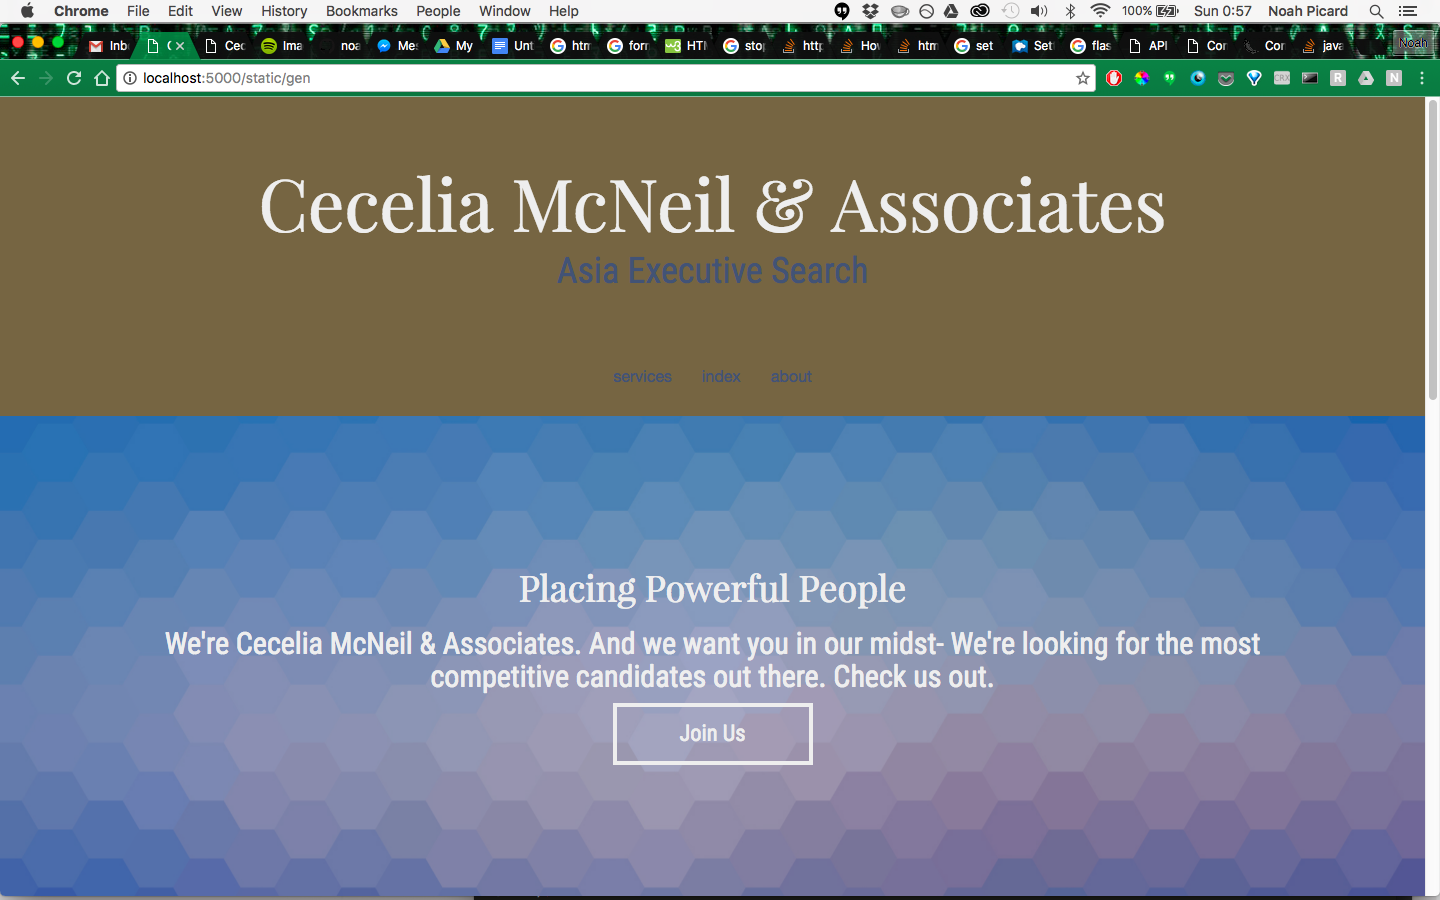 Chrome File Edit View History Bookmarks People Window Help 100% Sun 0:57 Noah Picard
Inb C Cec Ima noa Me My Unt htm forr HTI stop http Hov htm set Set flas API Cor Cor java Noah
localhost:5000/static/gen CRX R N
Cecelia McNeil & Associates
Asia Executive Search
services index about
Placing Powerful People
We're Cecelia McNeil & Associates. And we want you in our midst- We're looking for the most
competitive candidates out there. Check us out.
Join Us